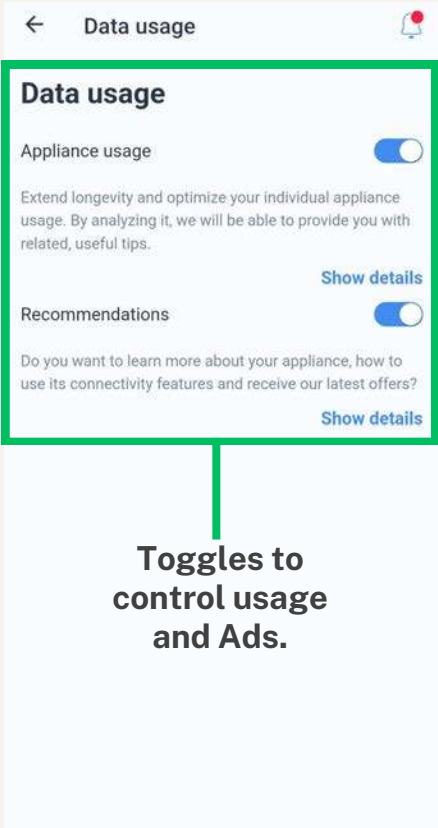 Data usage
Data usage
Appliance usage
Extend longevity and optimize your individual appliance
usage. By analyzing it, we will be able to provide you with
related, useful tips.
Show details
Recommendations
Do you want to learn more about your appliance, how to
use its connectivity features and receive our latest offers?
Show details
Toggles to
control usage
and Ads.